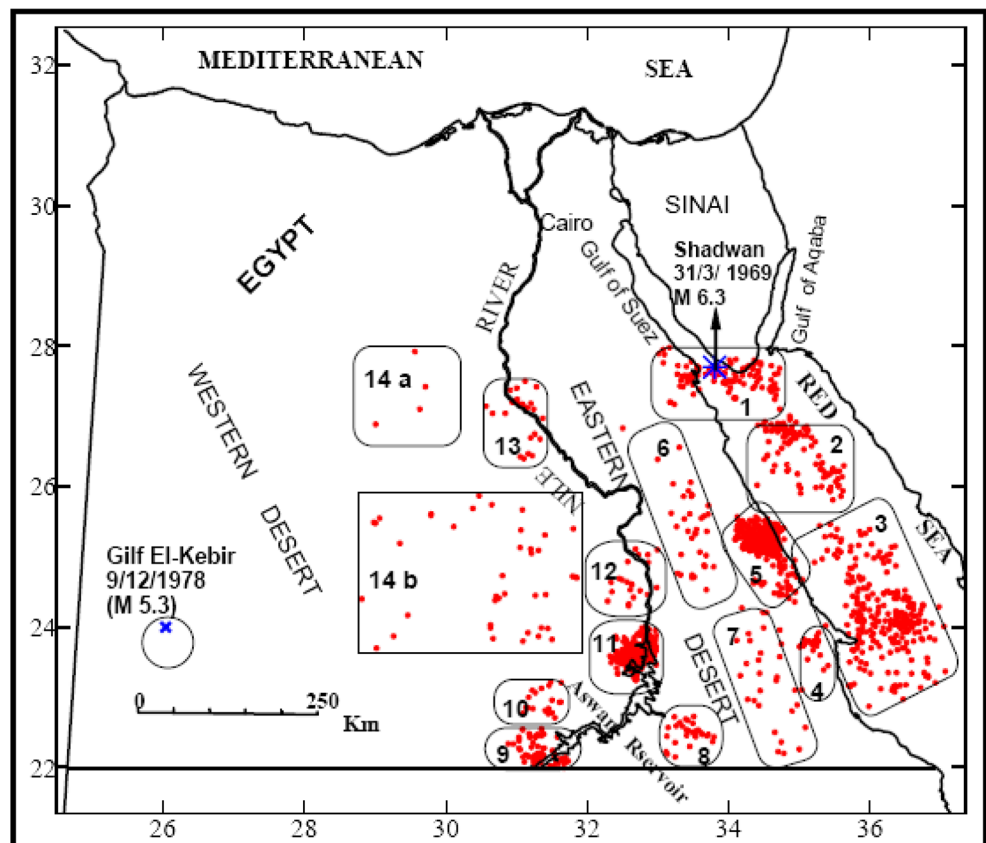 MEDITERRANEAN
SEA
32
30
28
26
24
22
EGYPT
Cairo
SINAI
Shadwan
31/3/ 1969
M 6.3
Gulf of Suez
Gulf of Aqaba
RIVER
NILE
WESTERN
DESERT
EASTERN
DESERT
RED
SEA
14 a
13
1
2
6
3
14 b
12
5
11
7
4
10
9
8
Gilf El-Kebir
9/12/1978
(M 5.3)
0 250
Km
Aswan
Rservoir
26 28 30 32 34 36